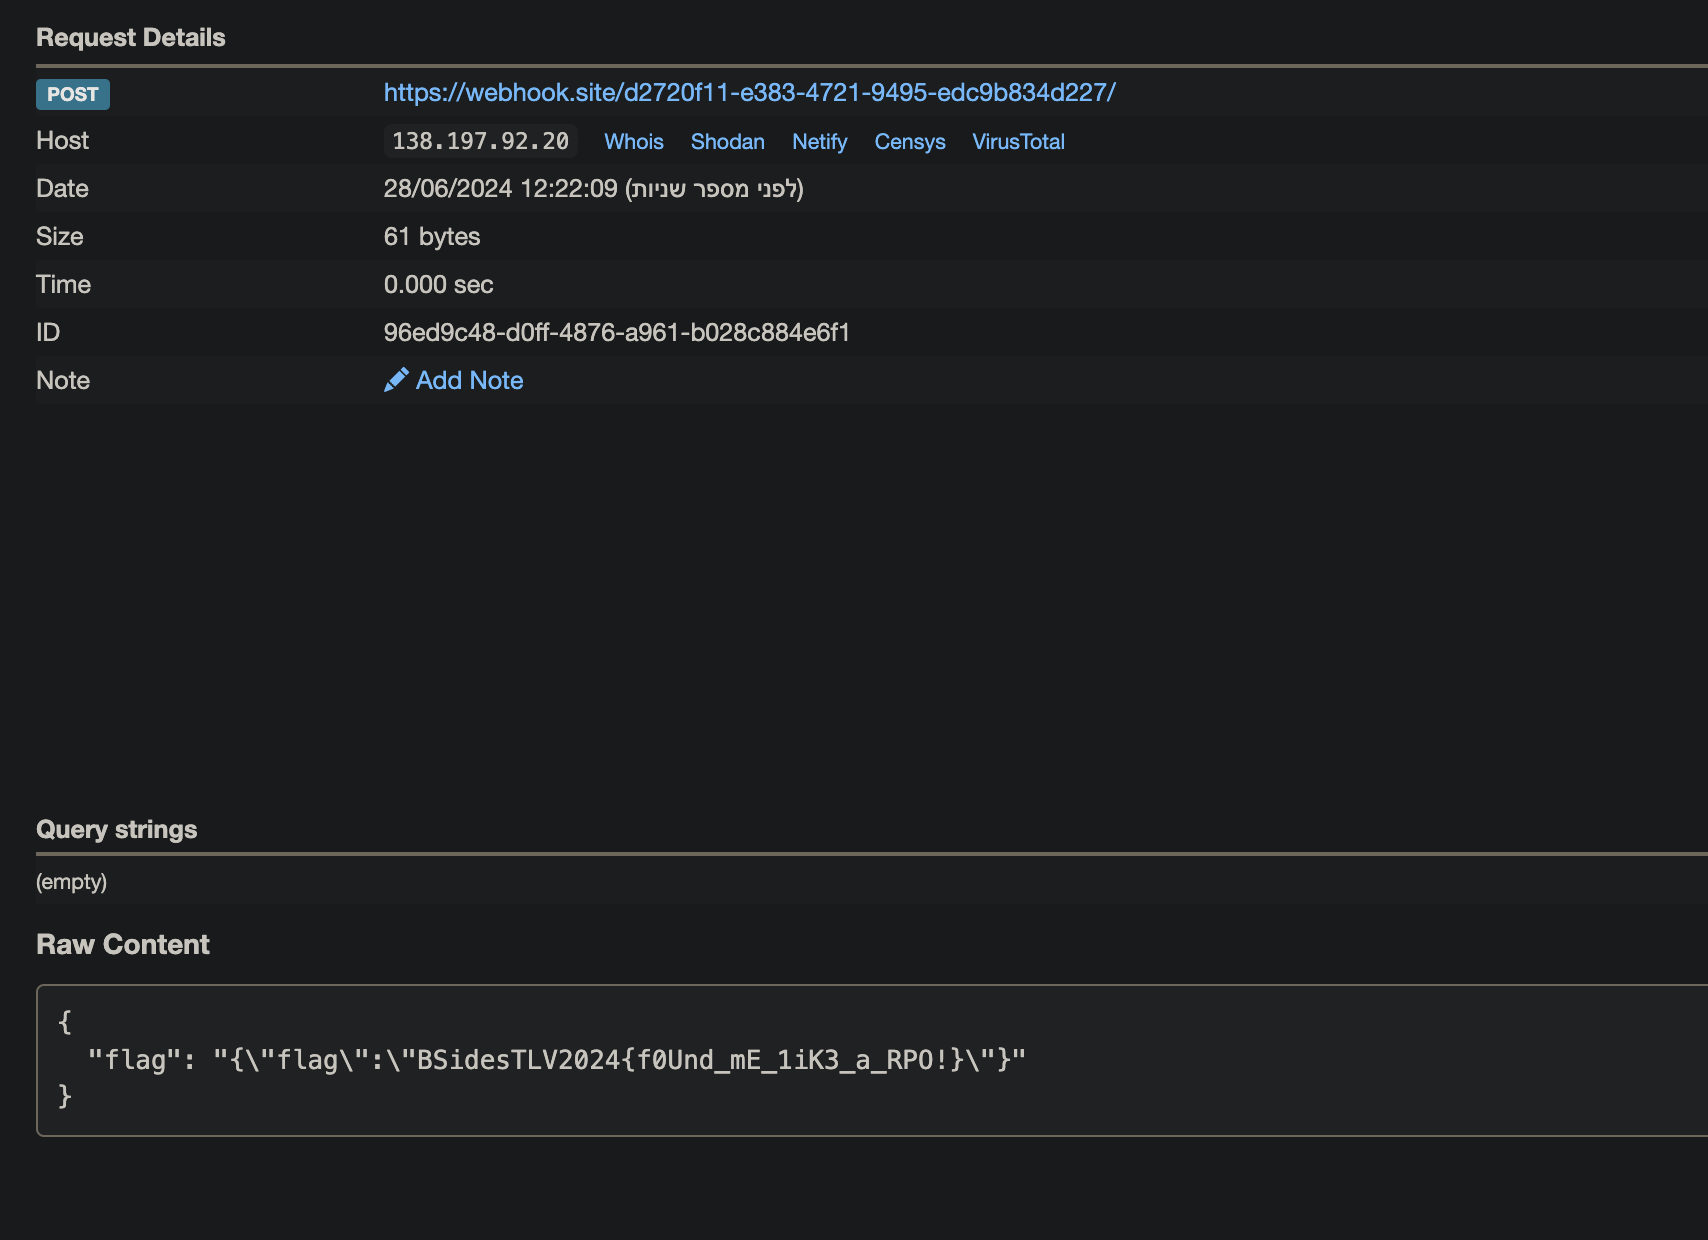 Request Details
POST https://webhook.site/d2720f11-e383-4721-9495-edc9b834d227/
Host 138.197.92.20 Whois Shodan Netify Censys VirusTotal
Date 28/06/2024 12:22:09 (לפני מספר שניות)
Size 61 bytes
Time 0.000 sec
ID 96ed9c48-d0ff-4876-a961-b028c884e6f1
Note Add Note
Query strings
(empty)
Raw Content
{
"flag": "{\"flag\":\"BSidesTLV2024{f0Und_mE_1iK3_a_RPO!}\"}"
}